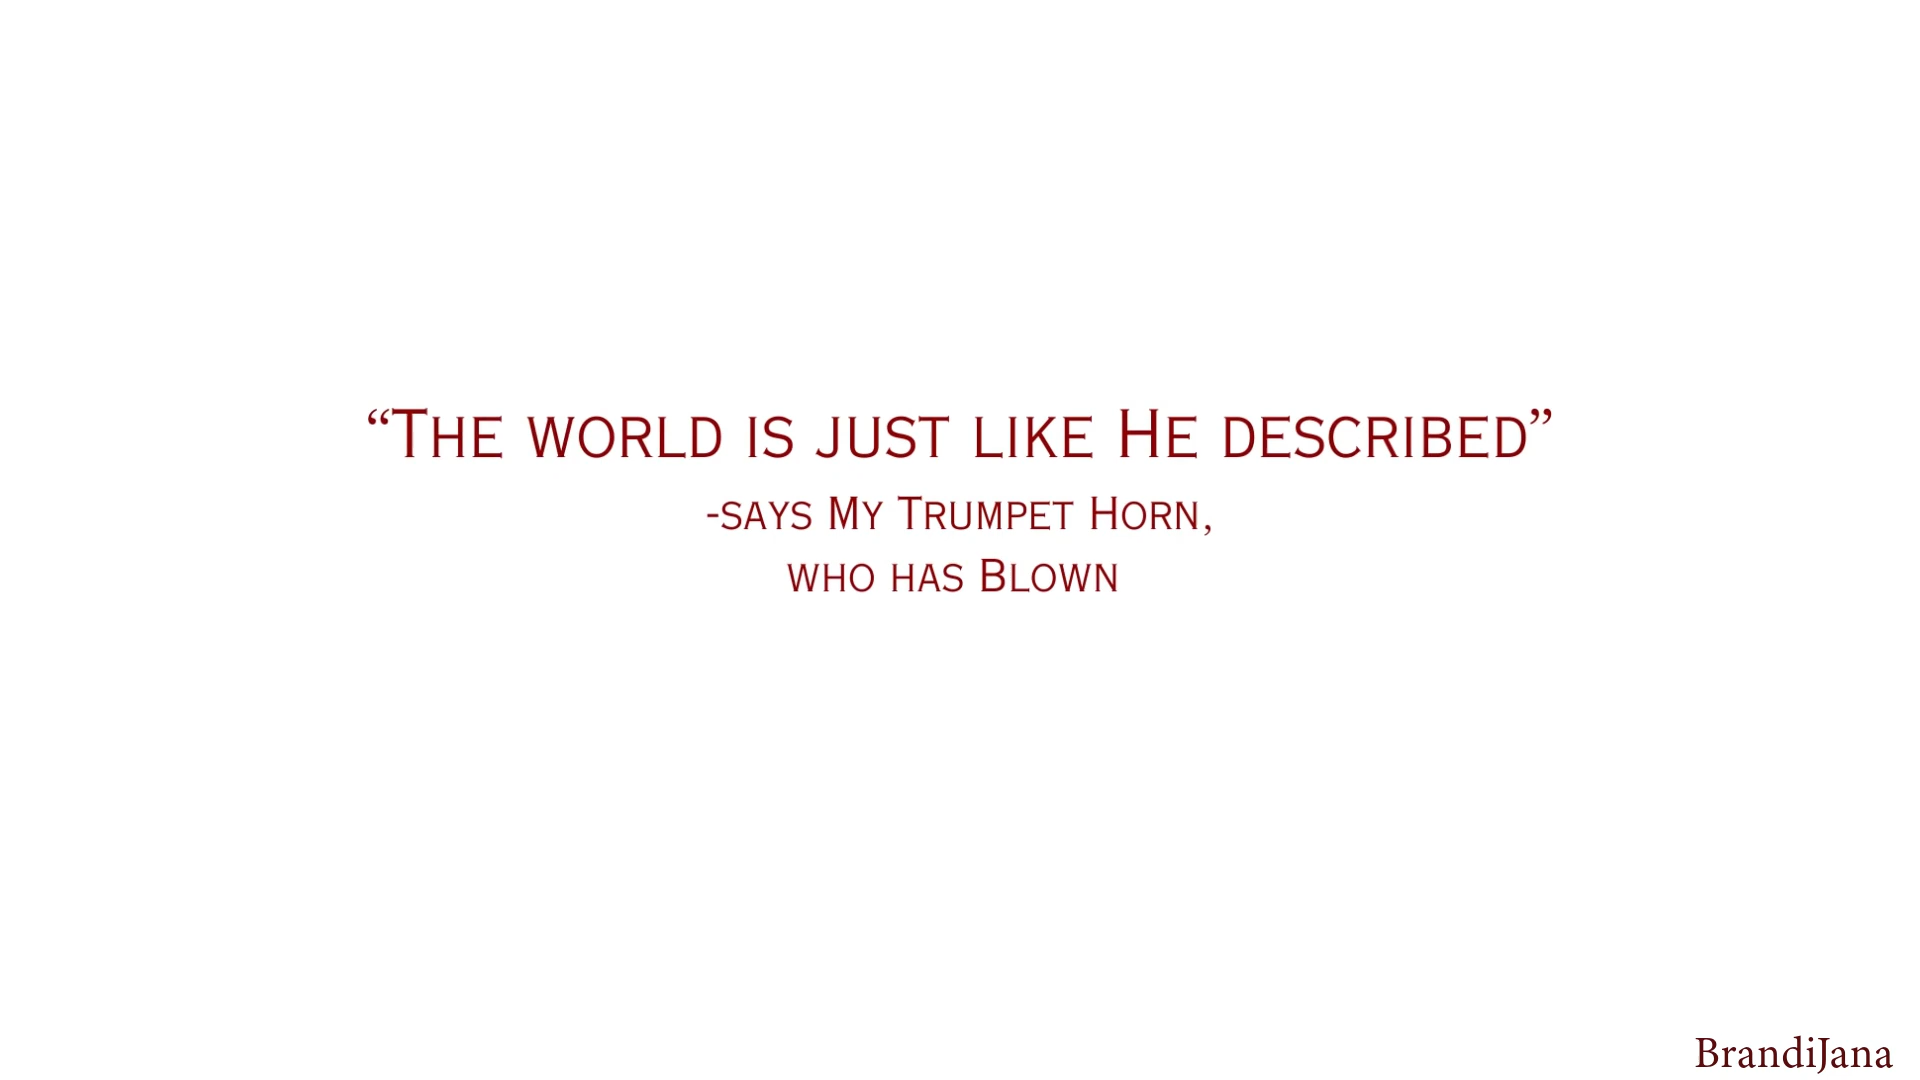 “The world is just like He described”
-says My Trumpet Horn,
who has Blown
BrandiJana